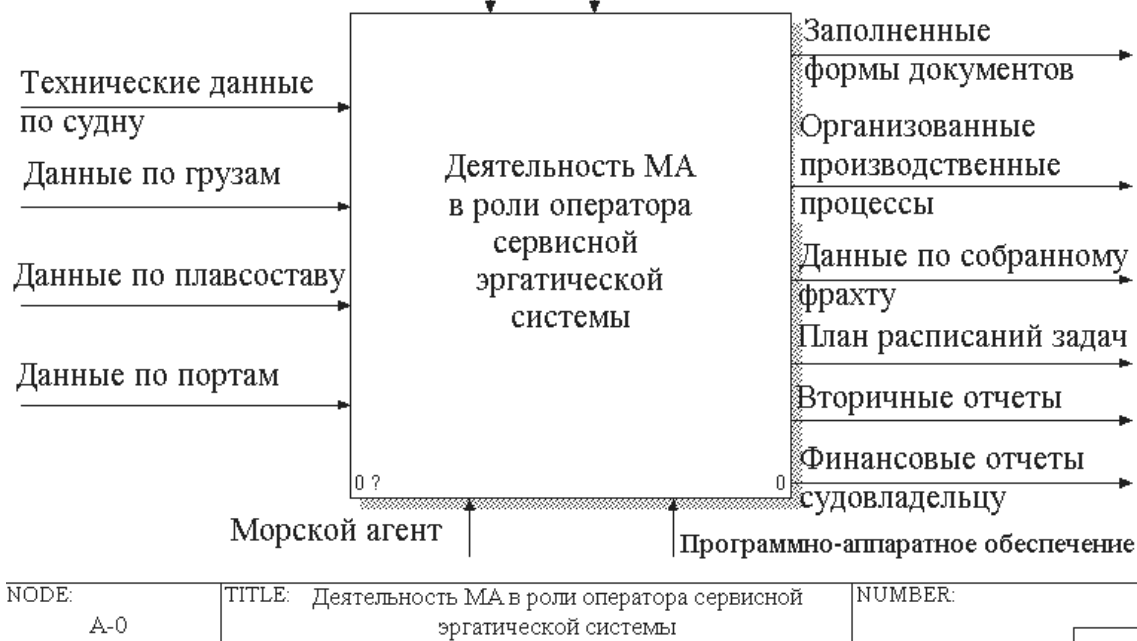 Технические данные
по судну
Данные по грузам
Данные по плавсоставу
Данные по портам
Деятельность МА
в роли оператора
сервисной
эргатической
системы
0 ?
0
Заполненные
формы документов
Организованные
производственные
процессы
Данные по собранному
фрахту
План расписаний задач
Вторичные отчеты
Финансовые отчеты
судовладельцу
Морской агент
Программно-аппаратное обеспечение
NODE:
A-0
TITLE: Деятельность МА в роли оператора сервисной
эргатической системы
NUMBER: